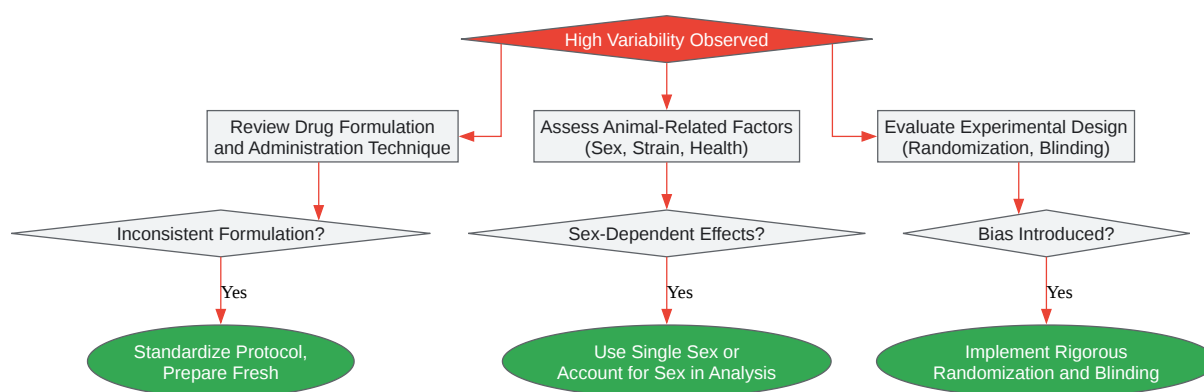 High Variability Observed
Review Drug Formulation
and Administration Technique
Assess Animal-Related Factors
(Sex, Strain, Health)
Evaluate Experimental Design
(Randomization, Blinding)
Inconsistent Formulation?
Sex-Dependent Effects?
Bias Introduced?
Yes
Yes
Yes
Standardize Protocol,
Prepare Fresh
Use Single Sex or
Account for Sex in Analysis
Implement Rigorous
Randomization and Blinding